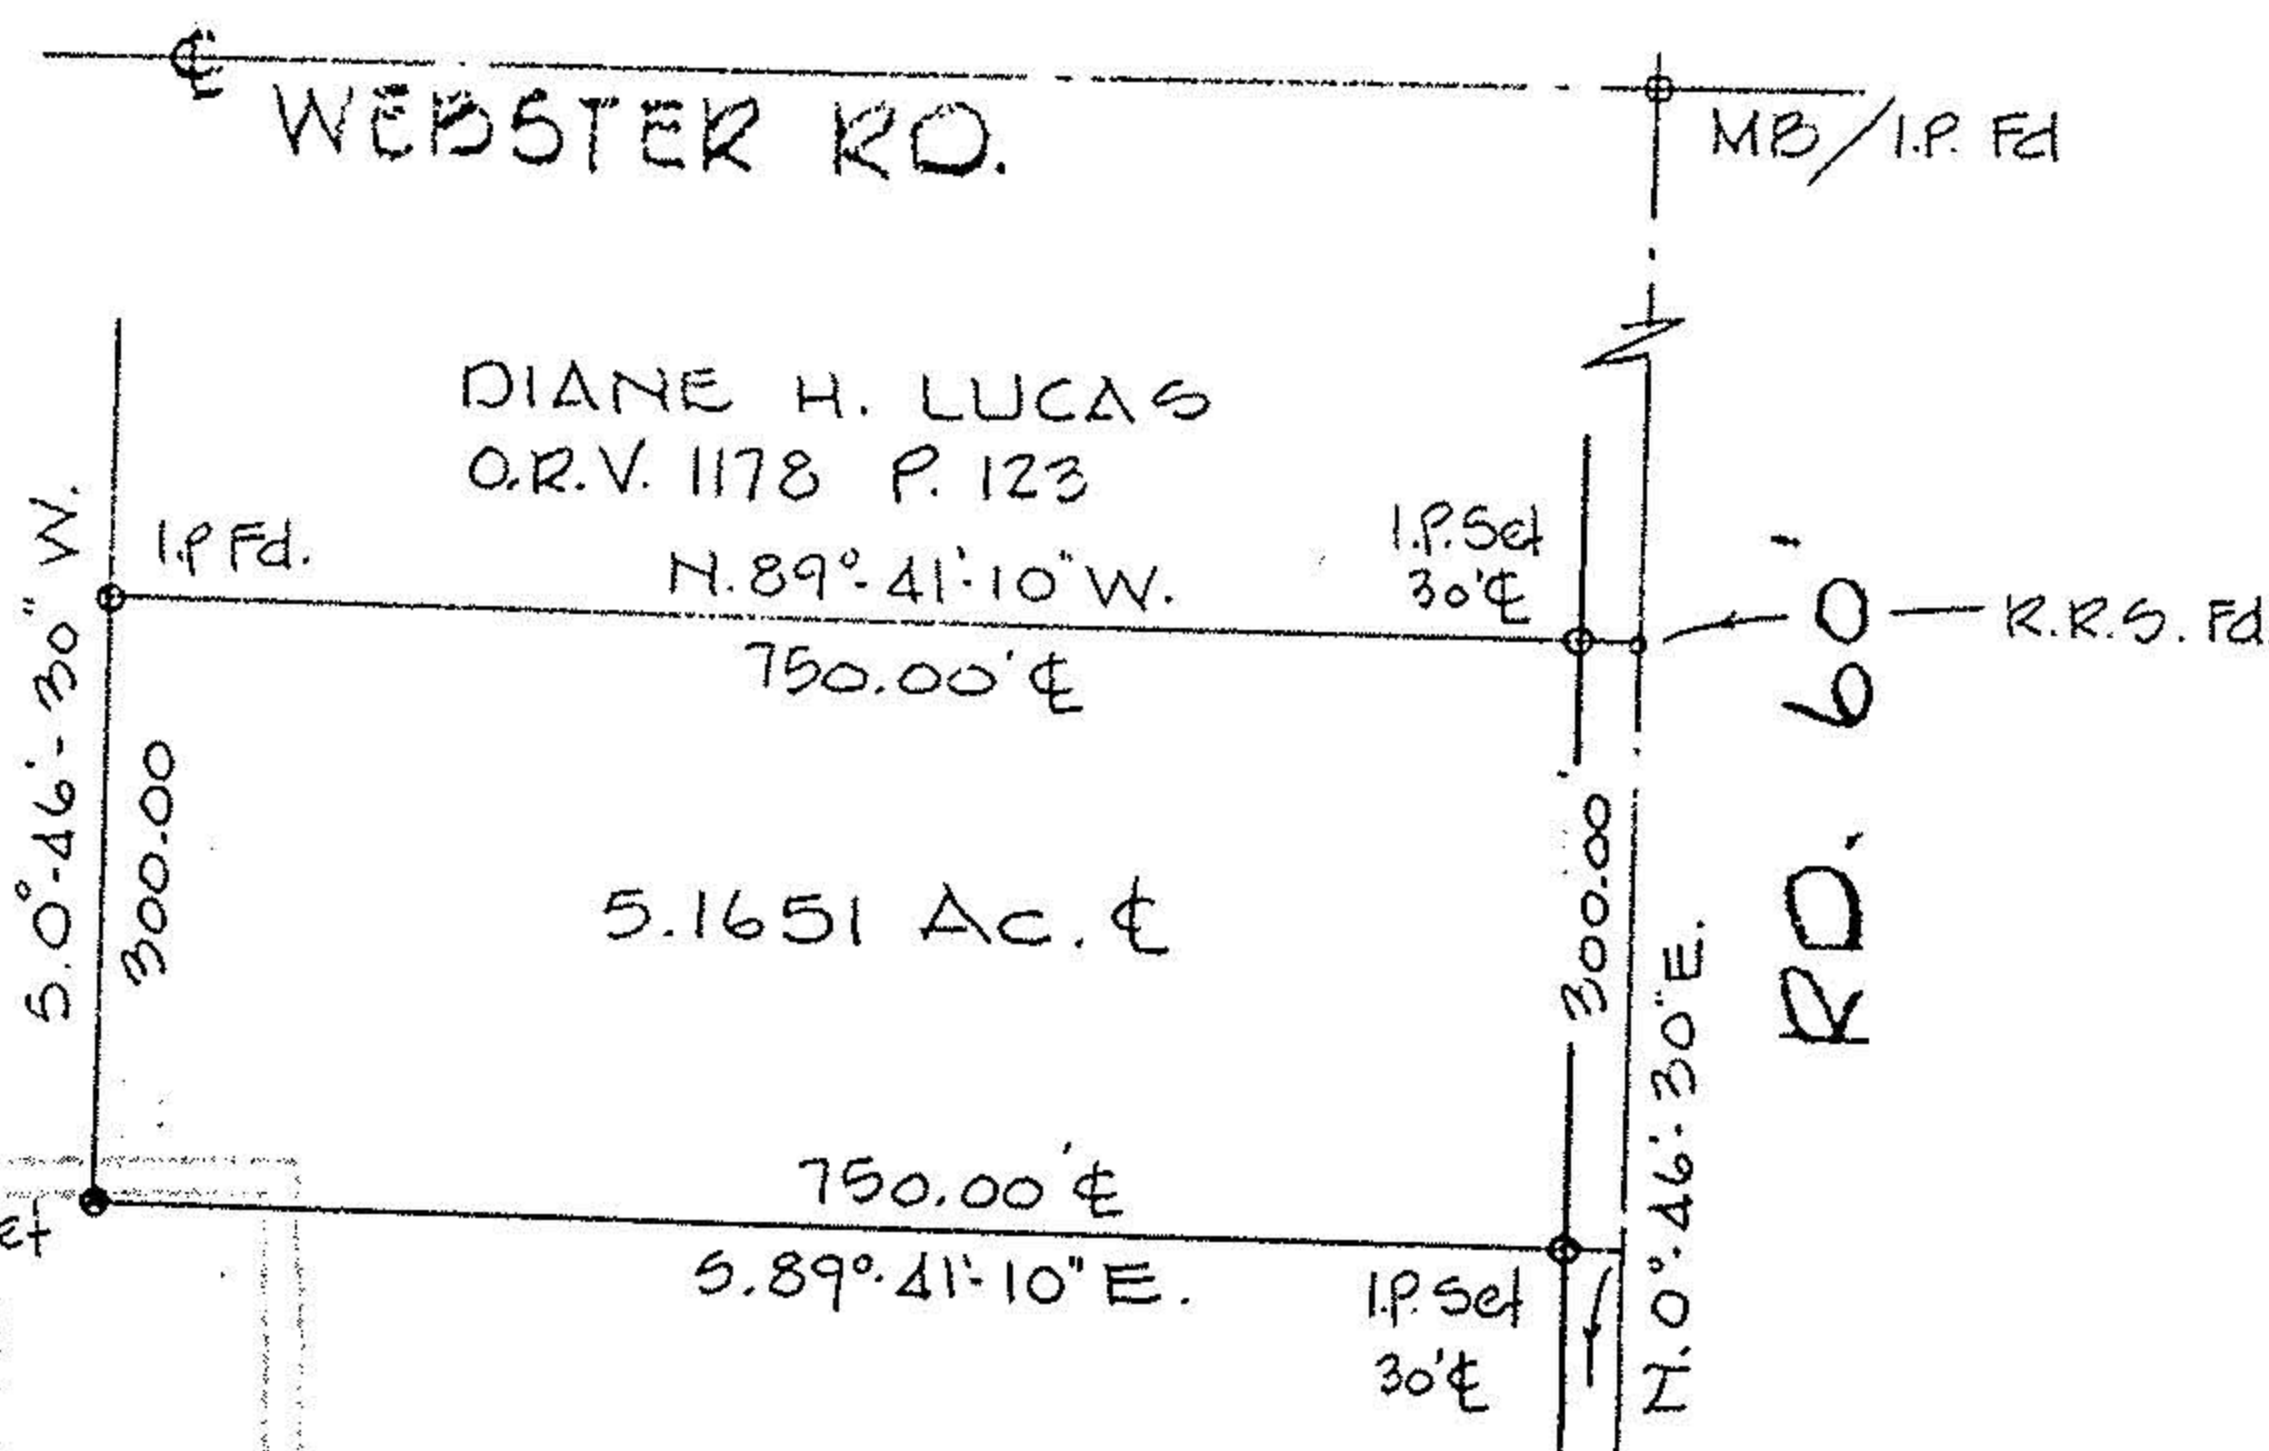 ℄
WEBSTER RD.
MB/I.P. Fd
DIANE H. LUCAS
O.R.V. 1178 P. 123
I.P. Fd.
N. 89°-41'-10" W.
750.00' ℄
I.P. Set
30' ℄
R.R.S. Fd.
RD. 60'
S. 0°-46'-30" W.
300.00
5.1651 Ac. ℄
300.00'
N. 0°-46'-30" E.
750.00' ℄
S. 89°-41'-10" E.
I.P. Set
30' ℄